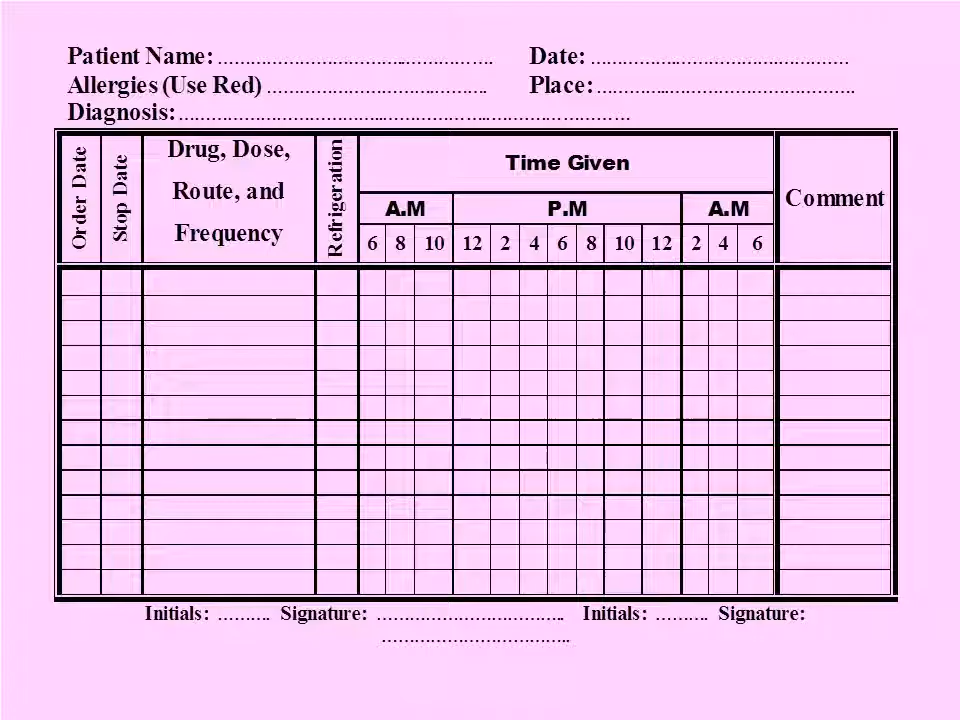 Patient Name: ............................................. Date: .............................................
Allergies (Use Red) ....................................... Place: .............................................
Diagnosis: .................................................................................
Order Date
Stop Date
Drug, Dose,
Route, and
Frequency
Refrigeration
Time Given
Comment
A.M P.M A.M
6 8 10 12 2 4 6 8 10 12 2 4 6
Initials: .......... Signature: .................................. Initials: .......... Signature:
..................................